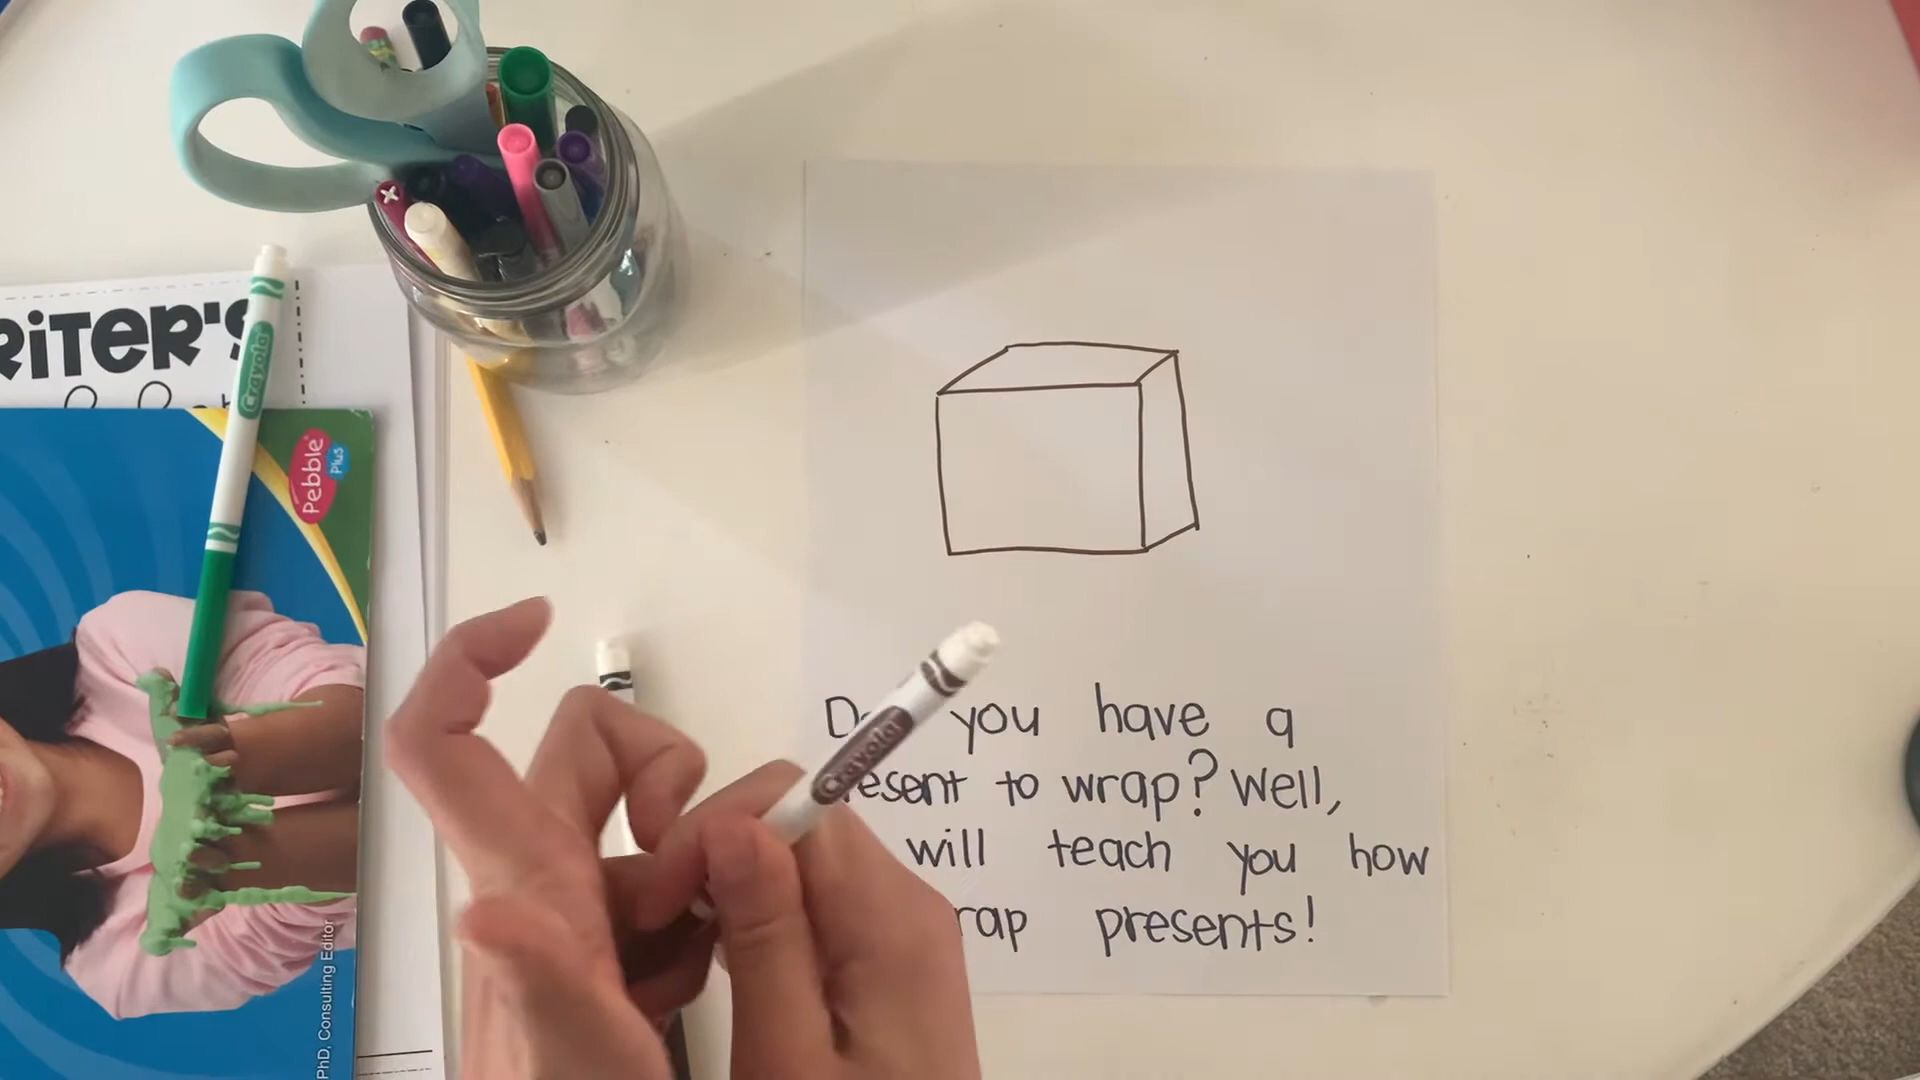 RITER'S
Crayola
Pebble
Plus
PhD, Consulting Editor
Crayola
you have a
esent to wrap? Well,
will teach you how
rap presents!